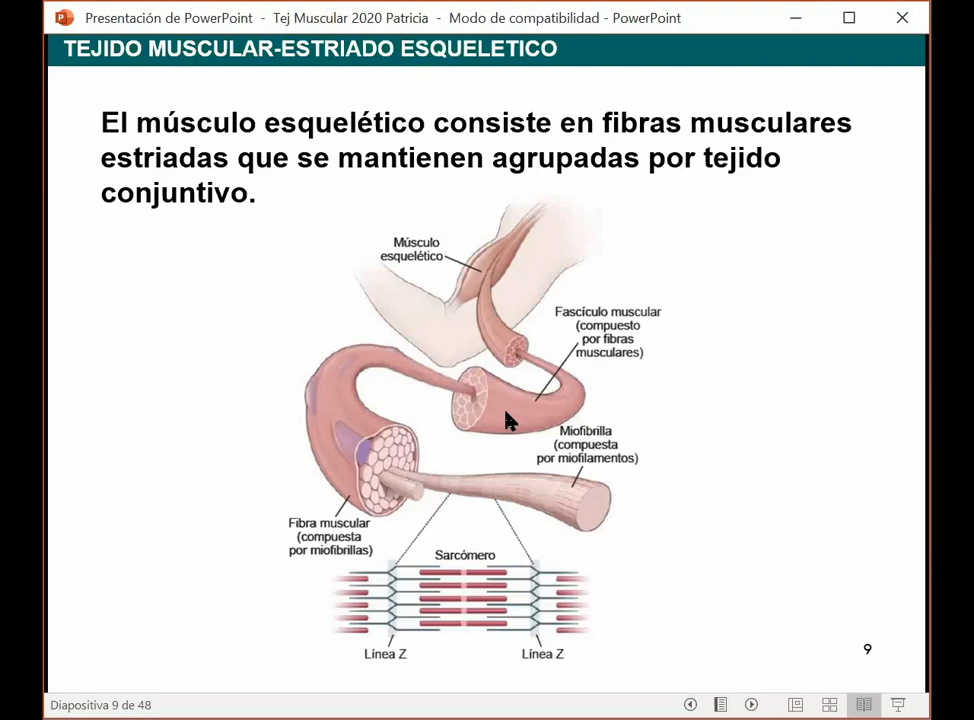 Presentación de PowerPoint - Tej Muscular 2020 Patricia - Modo de compatibilidad - PowerPoint
TEJIDO MUSCULAR-ESTRIADO ESQUELETICO
El músculo esquelético consiste en fibras musculares
estriadas que se mantienen agrupadas por tejido
conjuntivo.
Músculo
esquelético
Fascículo muscular
(compuesto
por fibras
musculares)
Miofibrilla
(compuesta
por miofilamentos)
Fibra muscular
(compuesta
por miofibrillas)
Sarcómero
Línea Z
Línea Z
9
Diapositiva 9 de 48